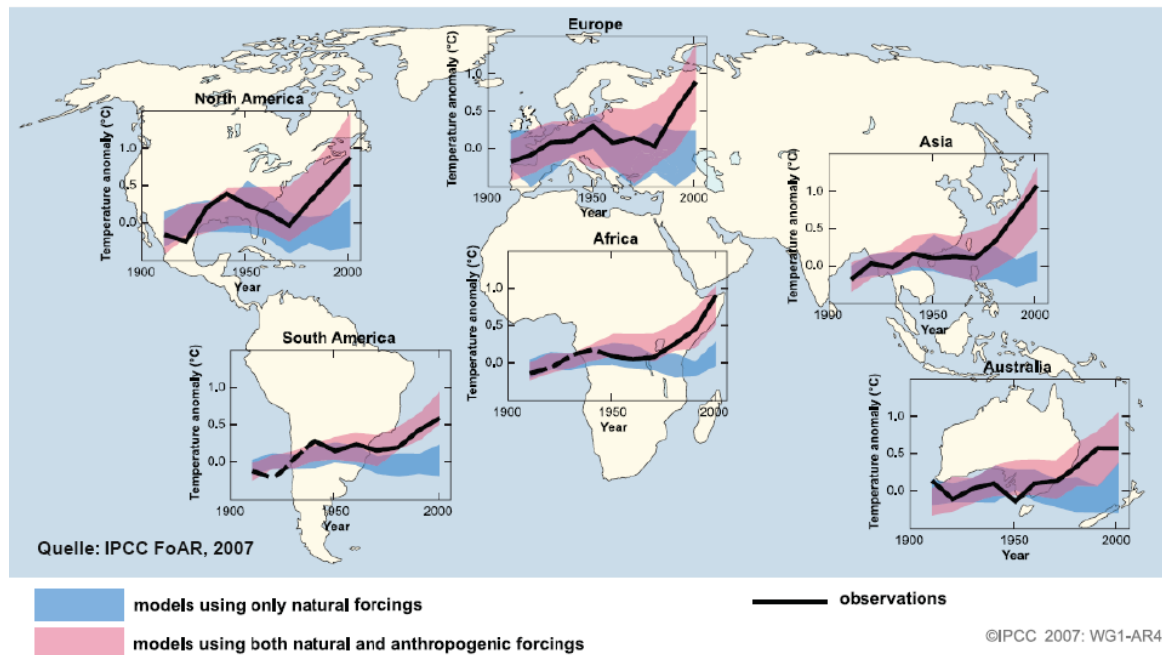 Europe
Temperature anomaly (°C)
1.0
0.5
0.0
1900
1950
2000
Year
North America
Temperature anomaly (°C)
1.0
0.5
0.0
1900
1950
2000
Year
Asia
Temperature anomaly (°C)
1.0
0.5
0.0
1900
1950
2000
Year
Africa
Temperature anomaly (°C)
1.0
0.5
0.0
1900
1950
2000
Year
South America
Temperature anomaly (°C)
1.0
0.5
0.0
1900
1950
2000
Year
Australia
Temperature anomaly (°C)
1.0
0.5
0.0
1900
1950
2000
Year
Quelle: IPCC FoAR, 2007
models using only natural forcings
models using both natural and anthropogenic forcings
observations
©IPCC 2007: WG1-AR4